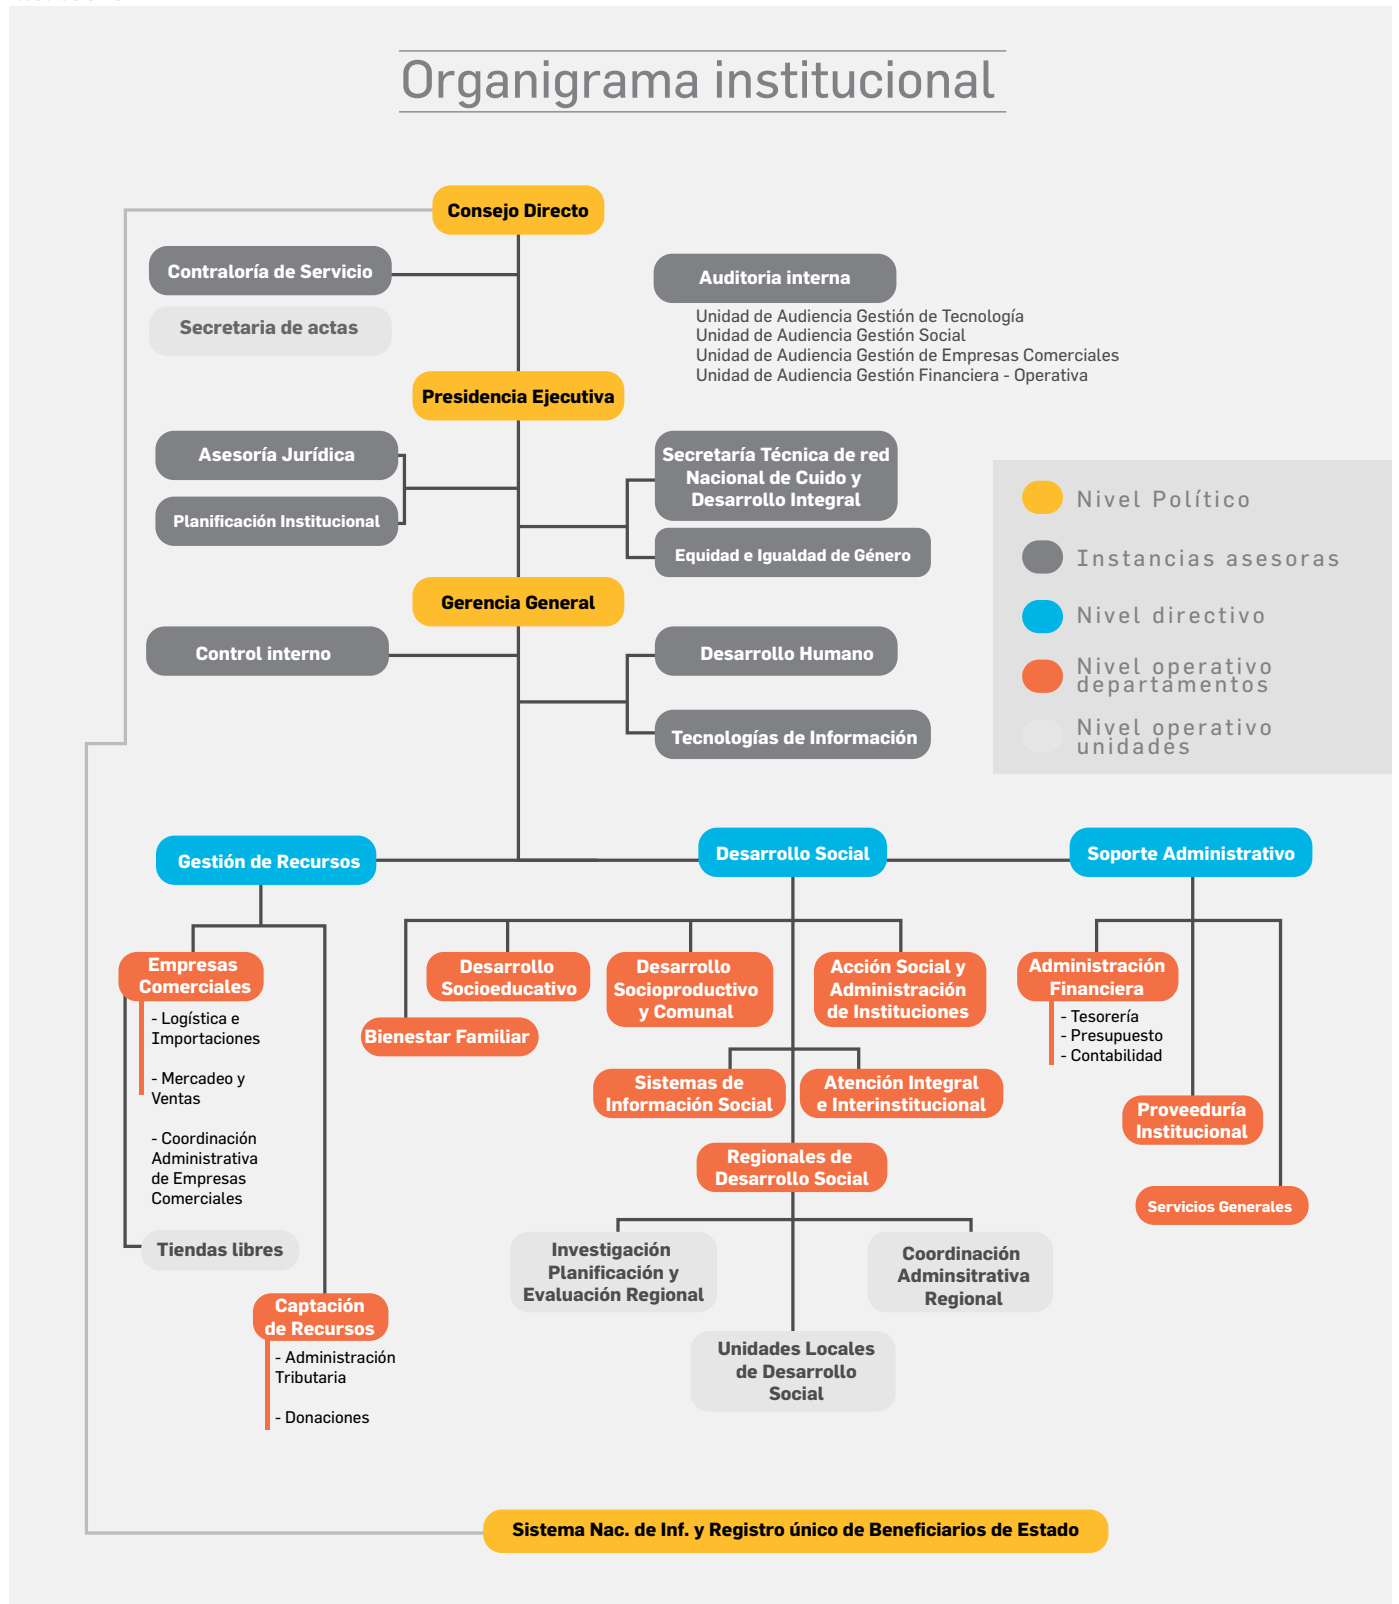 Organigrama institucional
Consejo Directo
Contraloría de Servicio
Secretaria de actas
Auditoria interna
Unidad de Audiencia Gestión de Tecnología
Unidad de Audiencia Gestión Social
Unidad de Audiencia Gestión de Empresas Comerciales
Unidad de Audiencia Gestión Financiera - Operativa
Presidencia Ejecutiva
Asesoría Jurídica
Planificación Institucional
Secretaría Técnica de red
Nacional de Cuido y
Desarrollo Integral
Equidad e Igualdad de Género
Gerencia General
Control interno
Desarrollo Humano
Tecnologías de Información
Nivel Político
Instancias asesoras
Nivel directivo
Nivel operativo
departamentos
Nivel operativo
unidades
Gestión de Recursos
Desarrollo Social
Soporte Administrativo
Empresas
Comerciales
- Logística e
Importaciones
- Mercadeo y
Ventas
- Coordinación
Administrativa
de Empresas
Comerciales
Tiendas libres
Captación
de Recursos
- Administración
Tributaria
- Donaciones
Bienestar Familiar
Desarrollo
Socioeducativo
Desarrollo
Socioproductivo
y Comunal
Acción Social y
Administración
de Instituciones
Sistemas de
Información Social
Atención Integral
e Interinstitucional
Regionales de
Desarrollo Social
Investigación
Planificación y
Evaluación Regional
Coordinación
Adminsitrativa
Regional
Unidades Locales
de Desarrollo
Social
Administración
Financiera
- Tesorería
- Presupuesto
- Contabilidad
Proveeduría
Institucional
Servicios Generales
Sistema Nac. de Inf. y Registro único de Beneficiarios de Estado